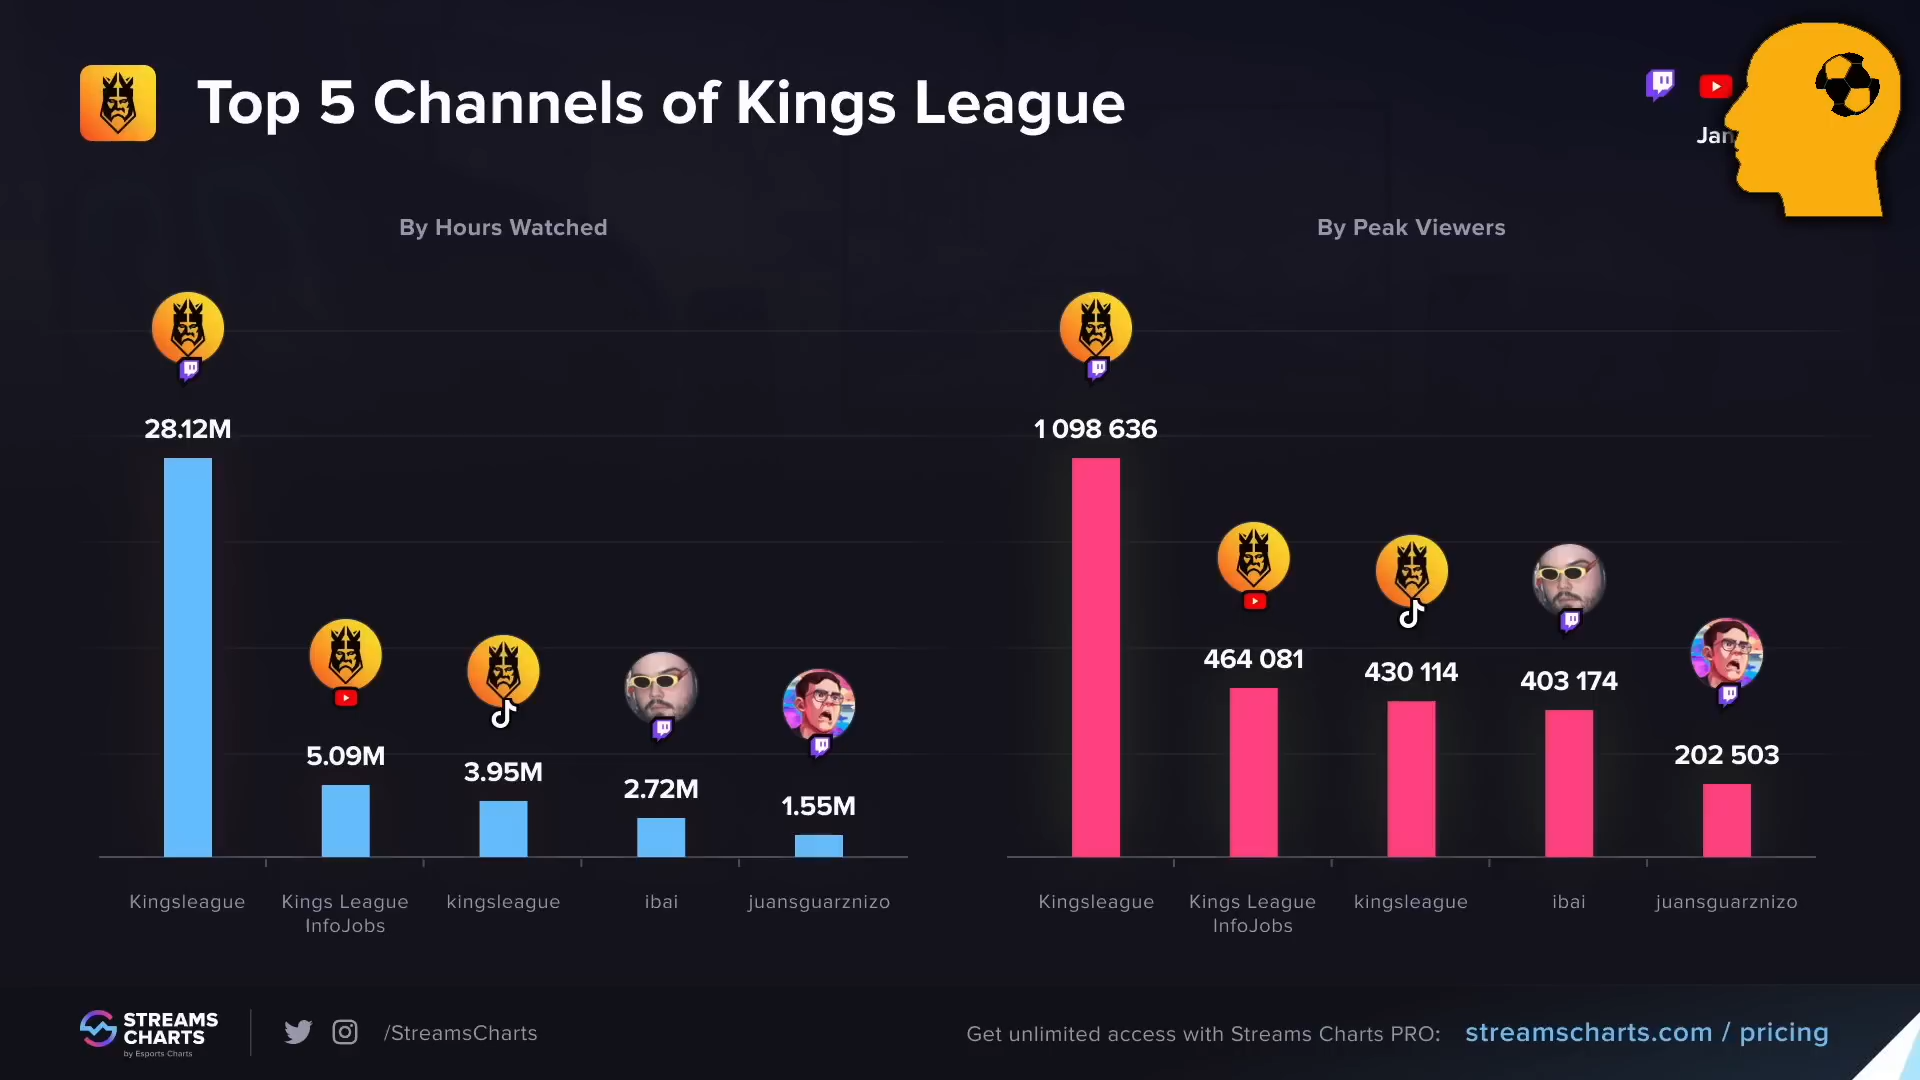 Top 5 Channels of Kings League
Jan
By Hours Watched
28.12M
5.09M
3.95M
2.72M
1.55M
Kingsleague
Kings League
InfoJobs
kingsleague
ibai
juansguarznizo
By Peak Viewers
1 098 636
464 081
430 114
403 174
202 503
Kingsleague
Kings League
InfoJobs
kingsleague
ibai
juansguarznizo
STREAMS
CHARTS
by Esports Charts
/StreamsCharts
Get unlimited access with Streams Charts PRO: streamscharts.com / pricing